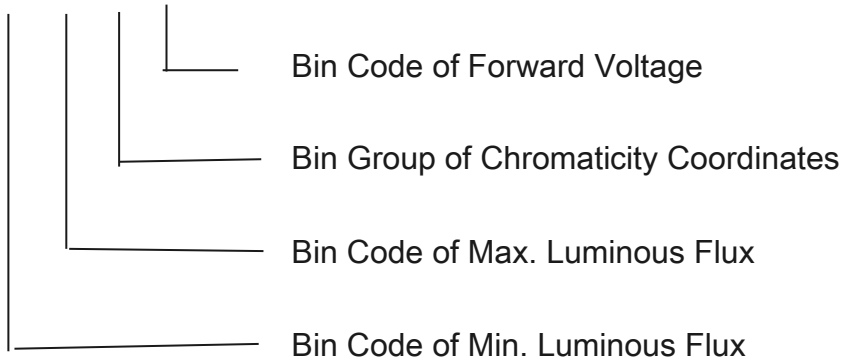 Bin Code of Forward Voltage
Bin Group of Chromaticity Coordinates
Bin Code of Max. Luminous Flux
Bin Code of Min. Luminous Flux